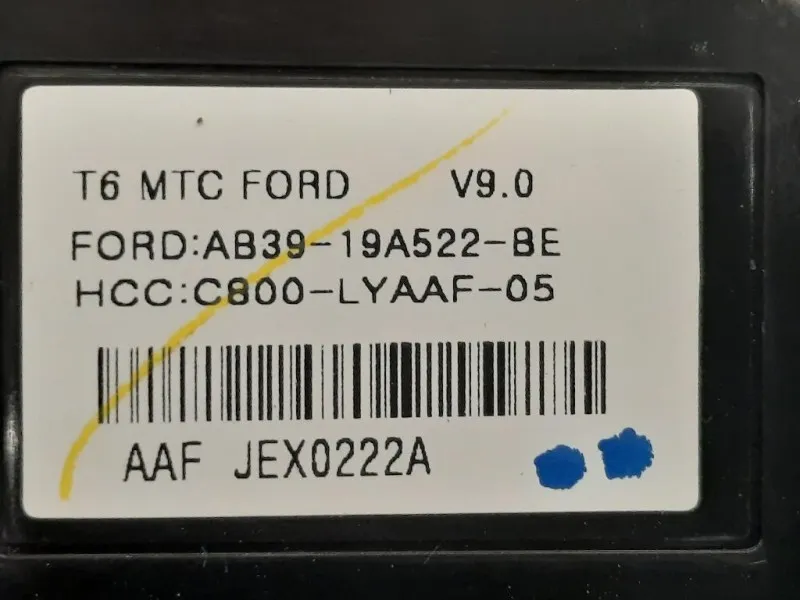 T6 MTC FORD V9.0
FORD:AB39-19A522-BE
HCC:C800-LYAAF-05
AAF JEX0222A